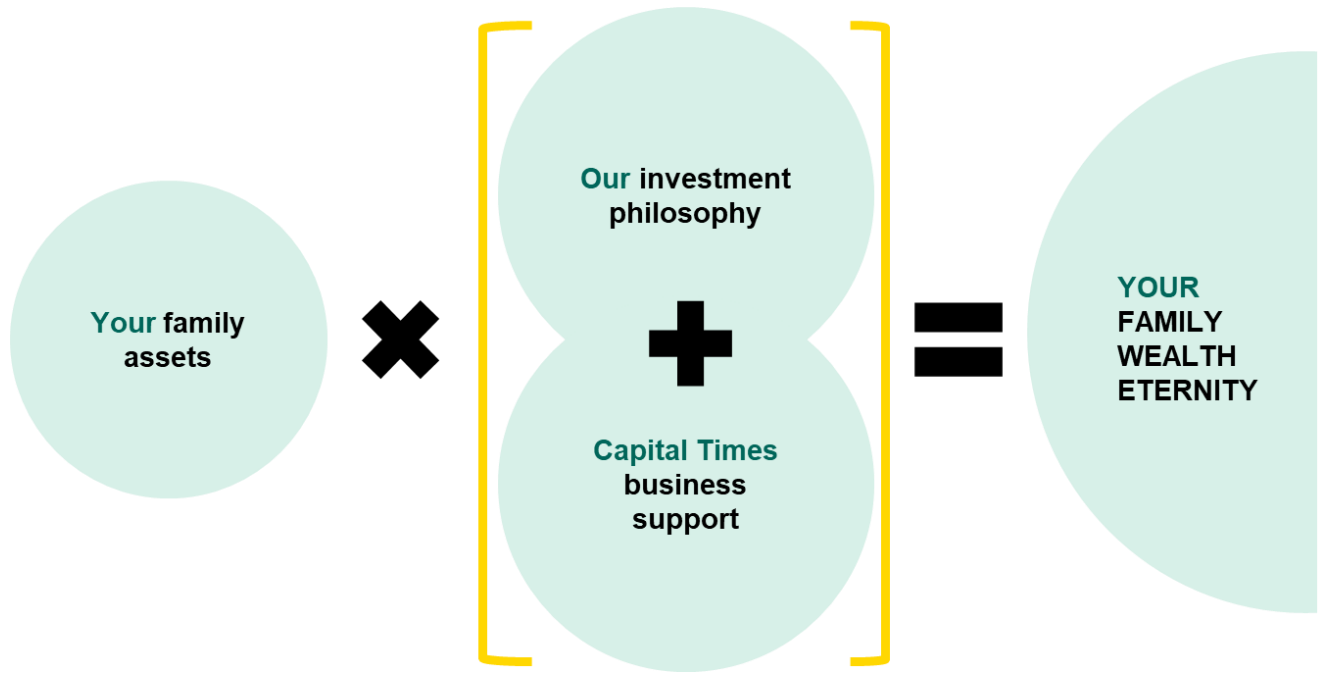 Your family
assets
Our investment
philosophy
Capital Times
business
support
YOUR
FAMILY
WEALTH
ETERNITY